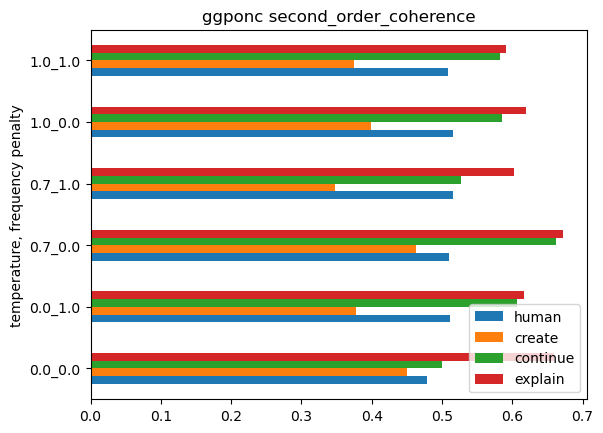 ggponc second_order_coherence
temperature, frequency penalty
1.0_1.0
1.0_0.0
0.7_1.0
0.7_0.0
0.0_1.0
0.0_0.0
human
create
continue
explain
0.0 0.1 0.2 0.3 0.4 0.5 0.6 0.7